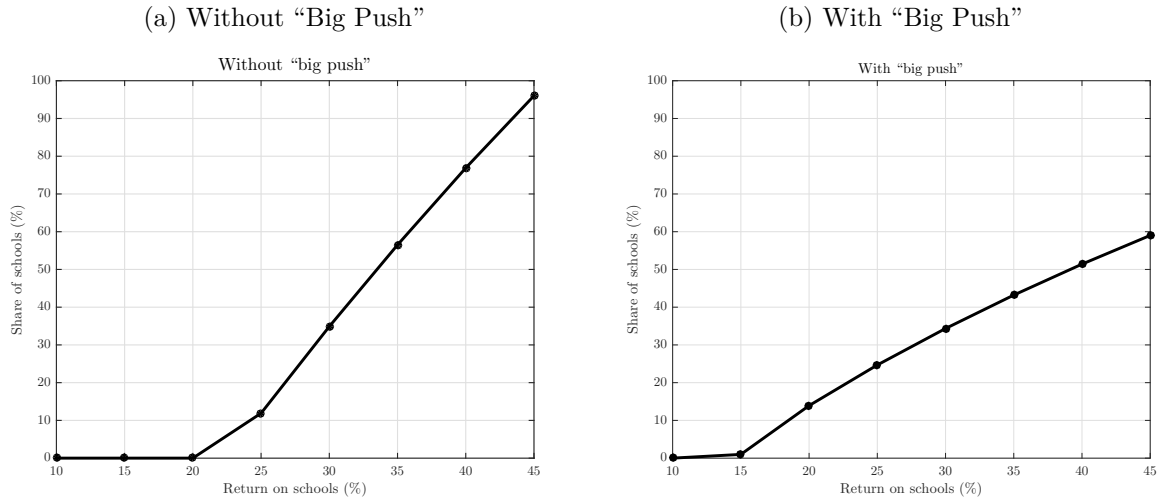 (a) Without “Big Push”
Without “big push”
100
90
80
70
60
50
40
30
20
10
0
Share of schools (%)
10 15 20 25 30 35 40 45
Return on schools (%)
(b) With “Big Push”
With “big push”
100
90
80
70
60
50
40
30
20
10
0
Share of schools (%)
10 15 20 25 30 35 40 45
Return on schools (%)